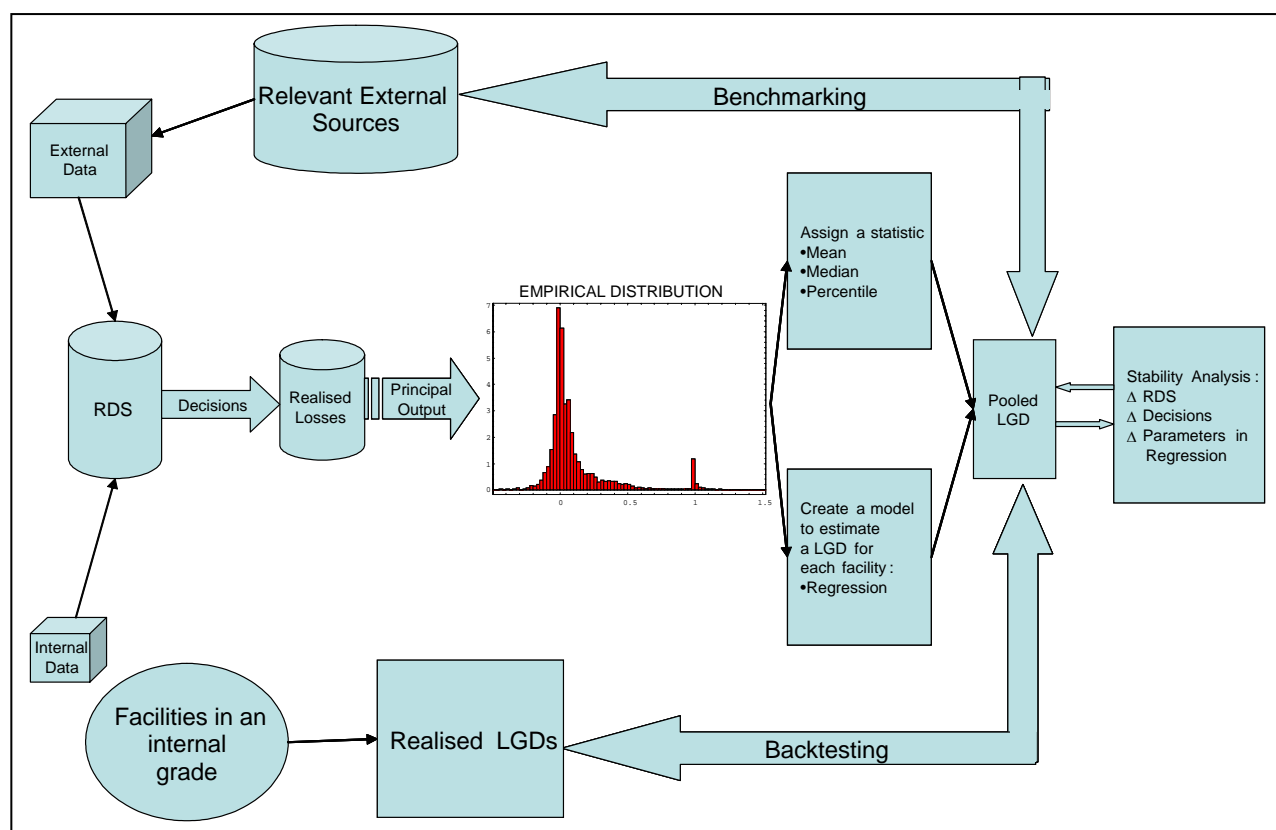 Relevant External
Sources
Benchmarking
External
Data
Assign a statistic
•Mean
•Median
•Percentile
EMPIRICAL DISTRIBUTION
7
6
5
4
3
2
1
0
0
0.5
1
1.5
RDS
Decisions
Realised
Losses
Principal
Output
Pooled
LGD
Stability Analysis :
Δ RDS
Δ Decisions
Δ Parameters in
Regression
Create a model
to estimate
a LGD for
each facility :
•Regression
Internal
Data
Facilities in an
internal
grade
Realised LGDs
Backtesting